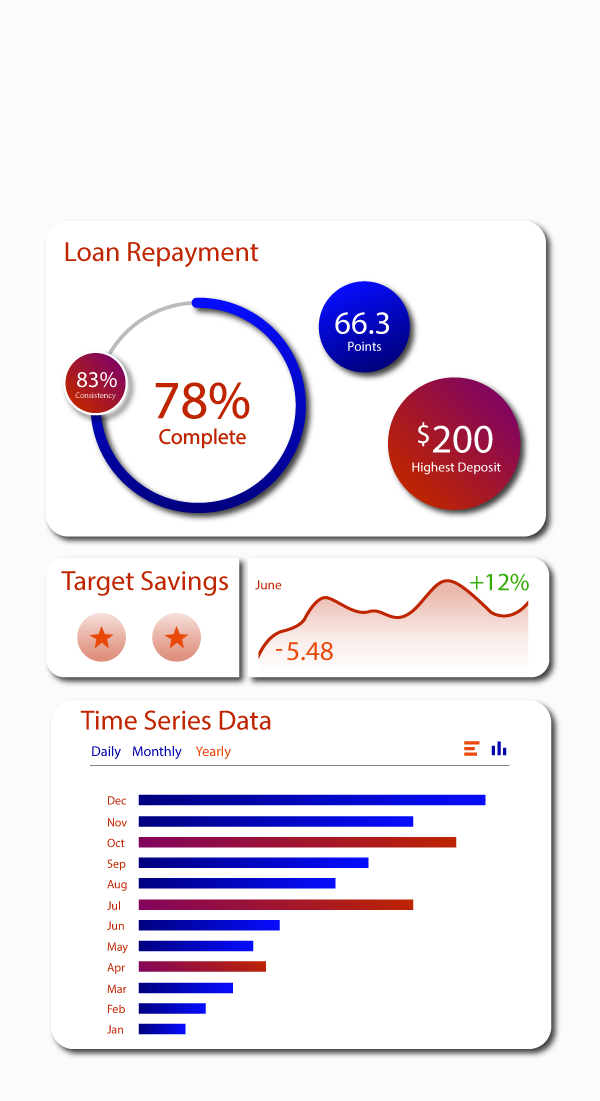 Loan Repayment
66.3
Points
83%
Consistency
78%
Complete
$200
Highest Deposit
Target Savings
June
+12%
-5.48
Time Series Data
Daily Monthly Yearly
Dec
Nov
Oct
Sep
Aug
Jul
Jun
May
Apr
Mar
Feb
Jan